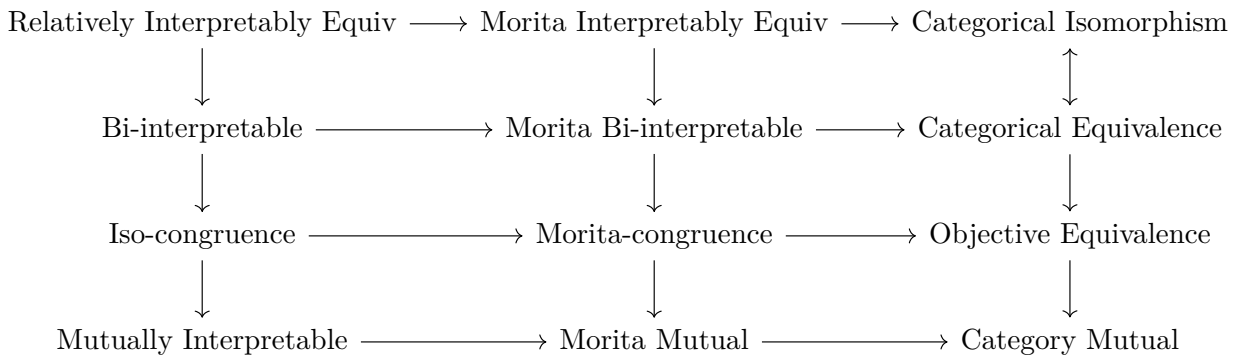 Relatively Interpretably Equiv Morita Interpretably Equiv Categorical Isomorphism
Bi-interpretable Morita Bi-interpretable Categorical Equivalence
Iso-congruence Morita-congruence Objective Equivalence
Mutually Interpretable Morita Mutual Category Mutual